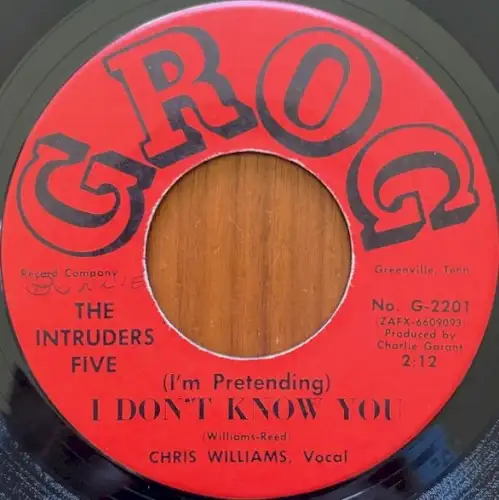 GROG
Record Company
Greenville, Tenn.
THE
INTRUDERS
FIVE
No. G-2201
(ZAFX-6609093)
Produced by
Charlie Garant
2:12
(I'm Pretending)
I DON'T KNOW YOU
(Williams-Reed)
CHRIS WILLIAMS, Vocal